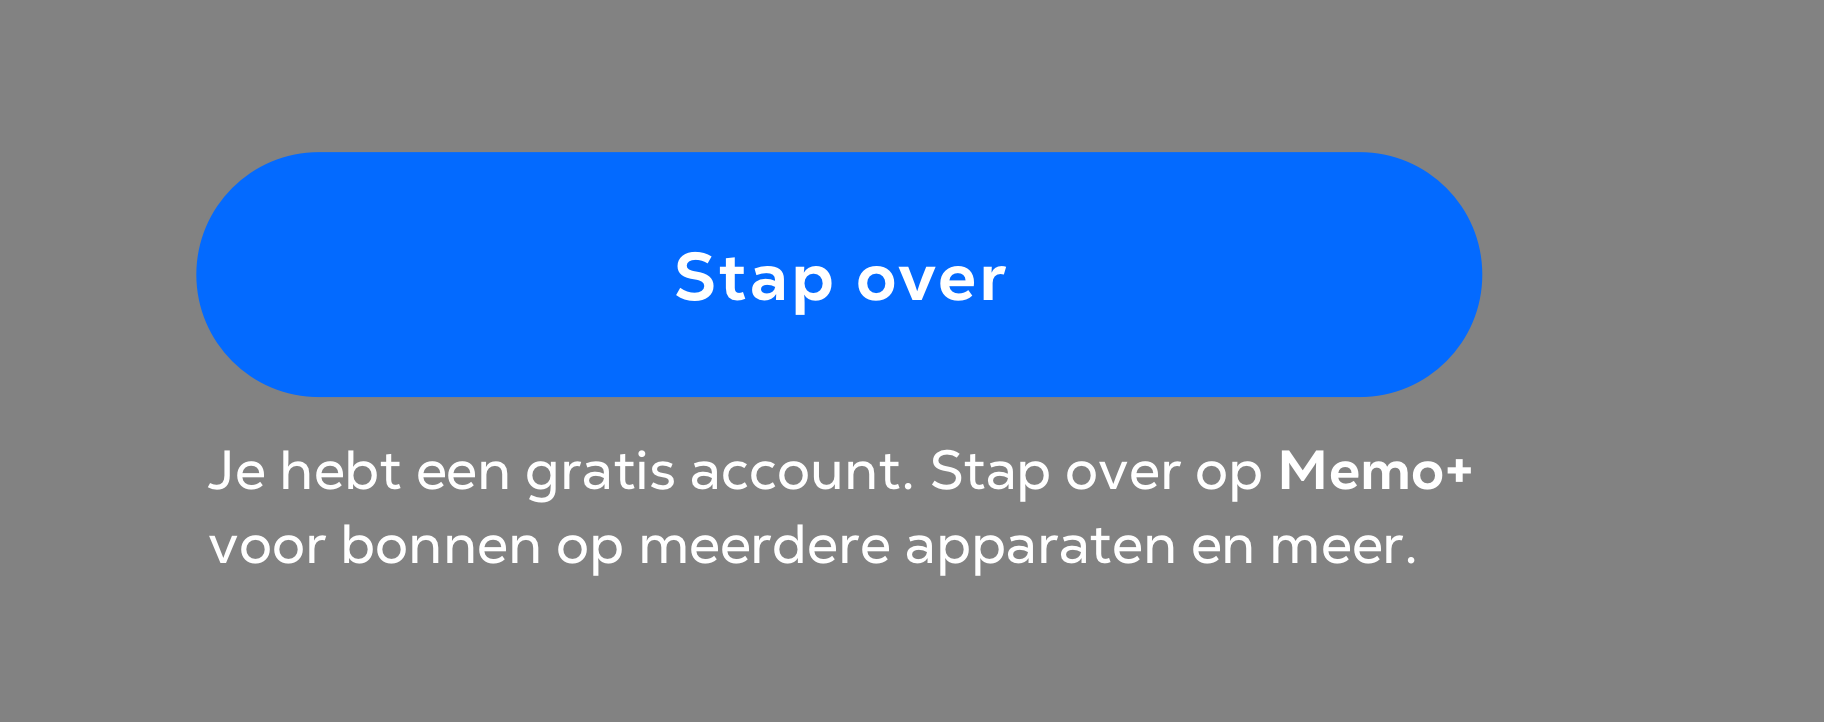 Stap over
Je hebt een gratis account. Stap over op Memo+
voor bonnen op meerdere apparaten en meer.